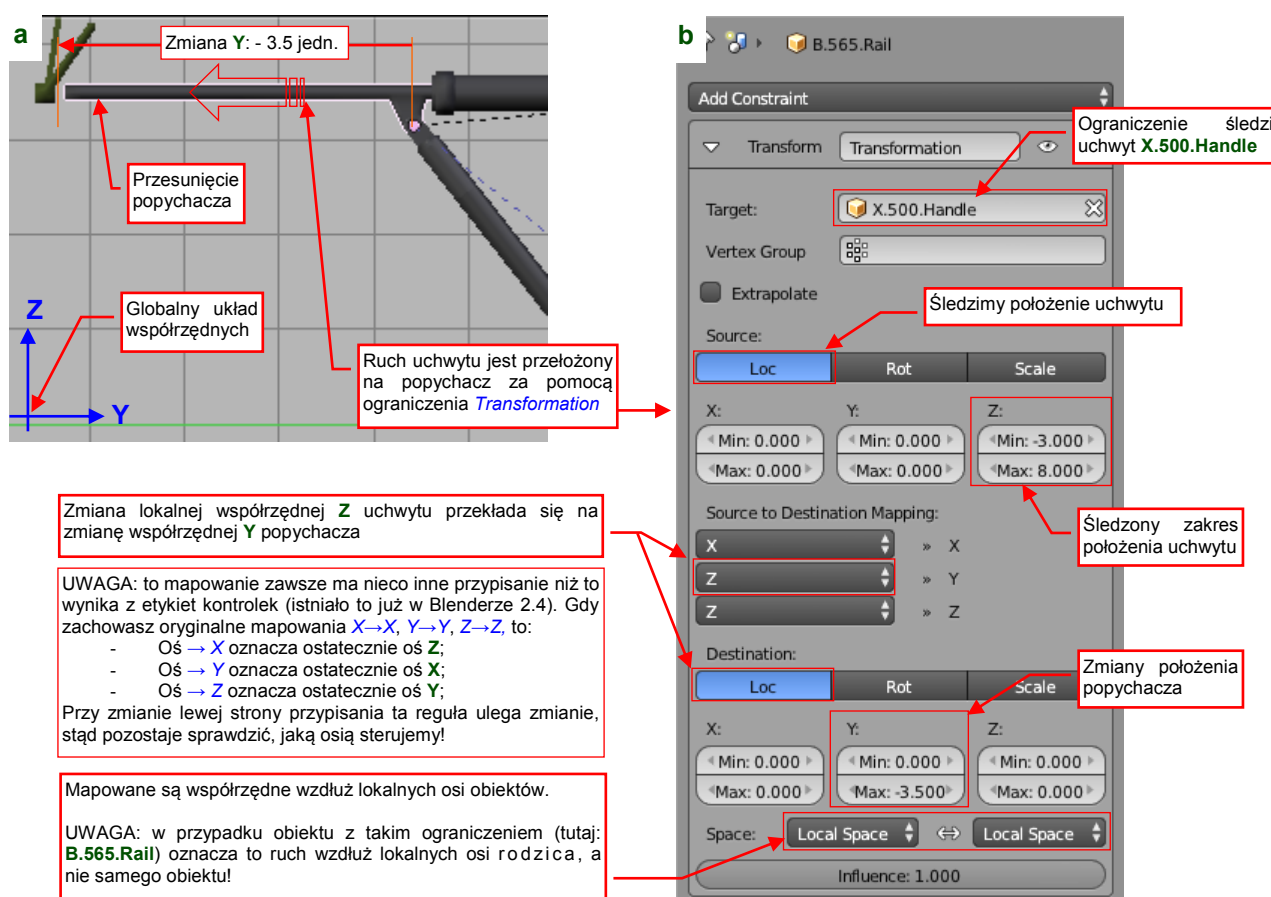 a
Zmiana Y: - 3.5 jedn.
Przesunięcie
popychacza
Globalny układ
współrzędnych
Z
Y
Ruch uchwytu jest przełożony
na popychacz za pomocą
ograniczenia Transformation
Zmiana lokalnej współrzędnej Z uchwytu przekłada się na
zmianę współrzędnej Y popychacza
UWAGA: to mapowanie zawsze ma nieco inne przypisanie niż to
wynika z etykiet kontrolek (istniało to już w Blenderze 2.4). Gdy
zachowasz oryginalne mapowania X→X, Y→Y, Z→Z, to:
- Oś → X oznacza ostatecznie oś Z;
- Oś → Y oznacza ostatecznie oś X;
- Oś → Z oznacza ostatecznie oś Y;
Przy zmianie lewej strony przypisania ta reguła ulega zmianie,
stąd pozostaje sprawdzić, jaką osią sterujemy!
Mapowane są współrzędne wzdłuż lokalnych osi obiektów.
UWAGA: w przypadku obiektu z takim ograniczeniem (tutaj:
B.565.Rail) oznacza to ruch wzdłuż lokalnych osi rodzica, a
nie samego obiektu!
b
B.565.Rail
Add Constraint
Ograniczenie śledzi
uchwyt X.500.Handle
Transform Transformation
Target: X.500.Handle
Vertex Group
Extrapolate
Śledzimy położenie uchwytu
Source:
Loc Rot Scale
X: Y: Z:
Min: 0.000 Min: 0.000 Min: -3.000
Max: 0.000 Max: 0.000 Max: 8.000
Source to Destination Mapping:
Śledzony zakres
położenia uchwytu
X » X
Z » Y
Z » Z
Destination:
Zmiany położenia
popychacza
Loc Rot Scale
X: Y: Z:
Min: 0.000 Min: 0.000 Min: 0.000
Max: 0.000 Max: -3.500 Max: 0.000
Space: Local Space Local Space
Influence: 1.000